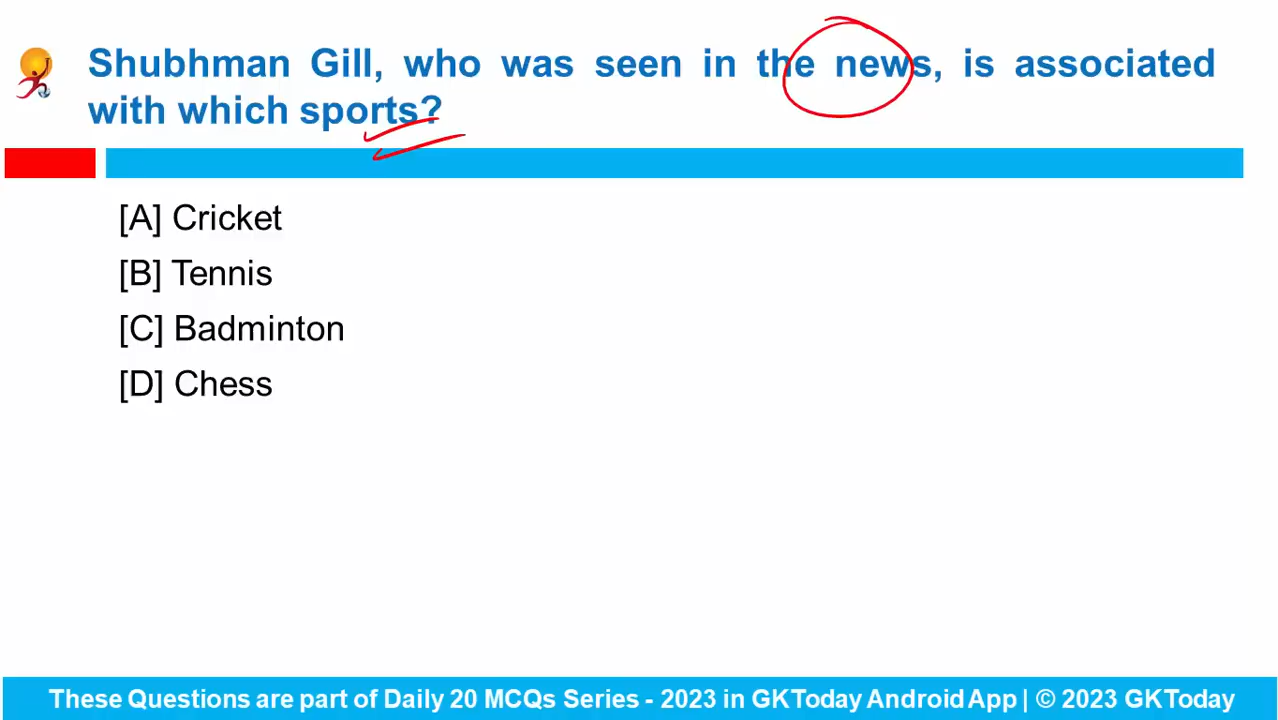 Shubhman Gill, who was seen in the news, is associated
with which sports?
[A] Cricket
[B] Tennis
[C] Badminton
[D] Chess
These Questions are part of Daily 20 MCQs Series - 2023 in GKToday Android App | © 2023 GKToday